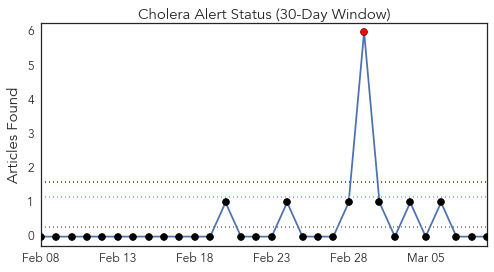 Cholera Alert Status (30-Day Window)
Articles Found
6
5
4
3
2
1
0
Feb 08 Feb 13 Feb 18 Feb 23 Feb 28 Mar 05